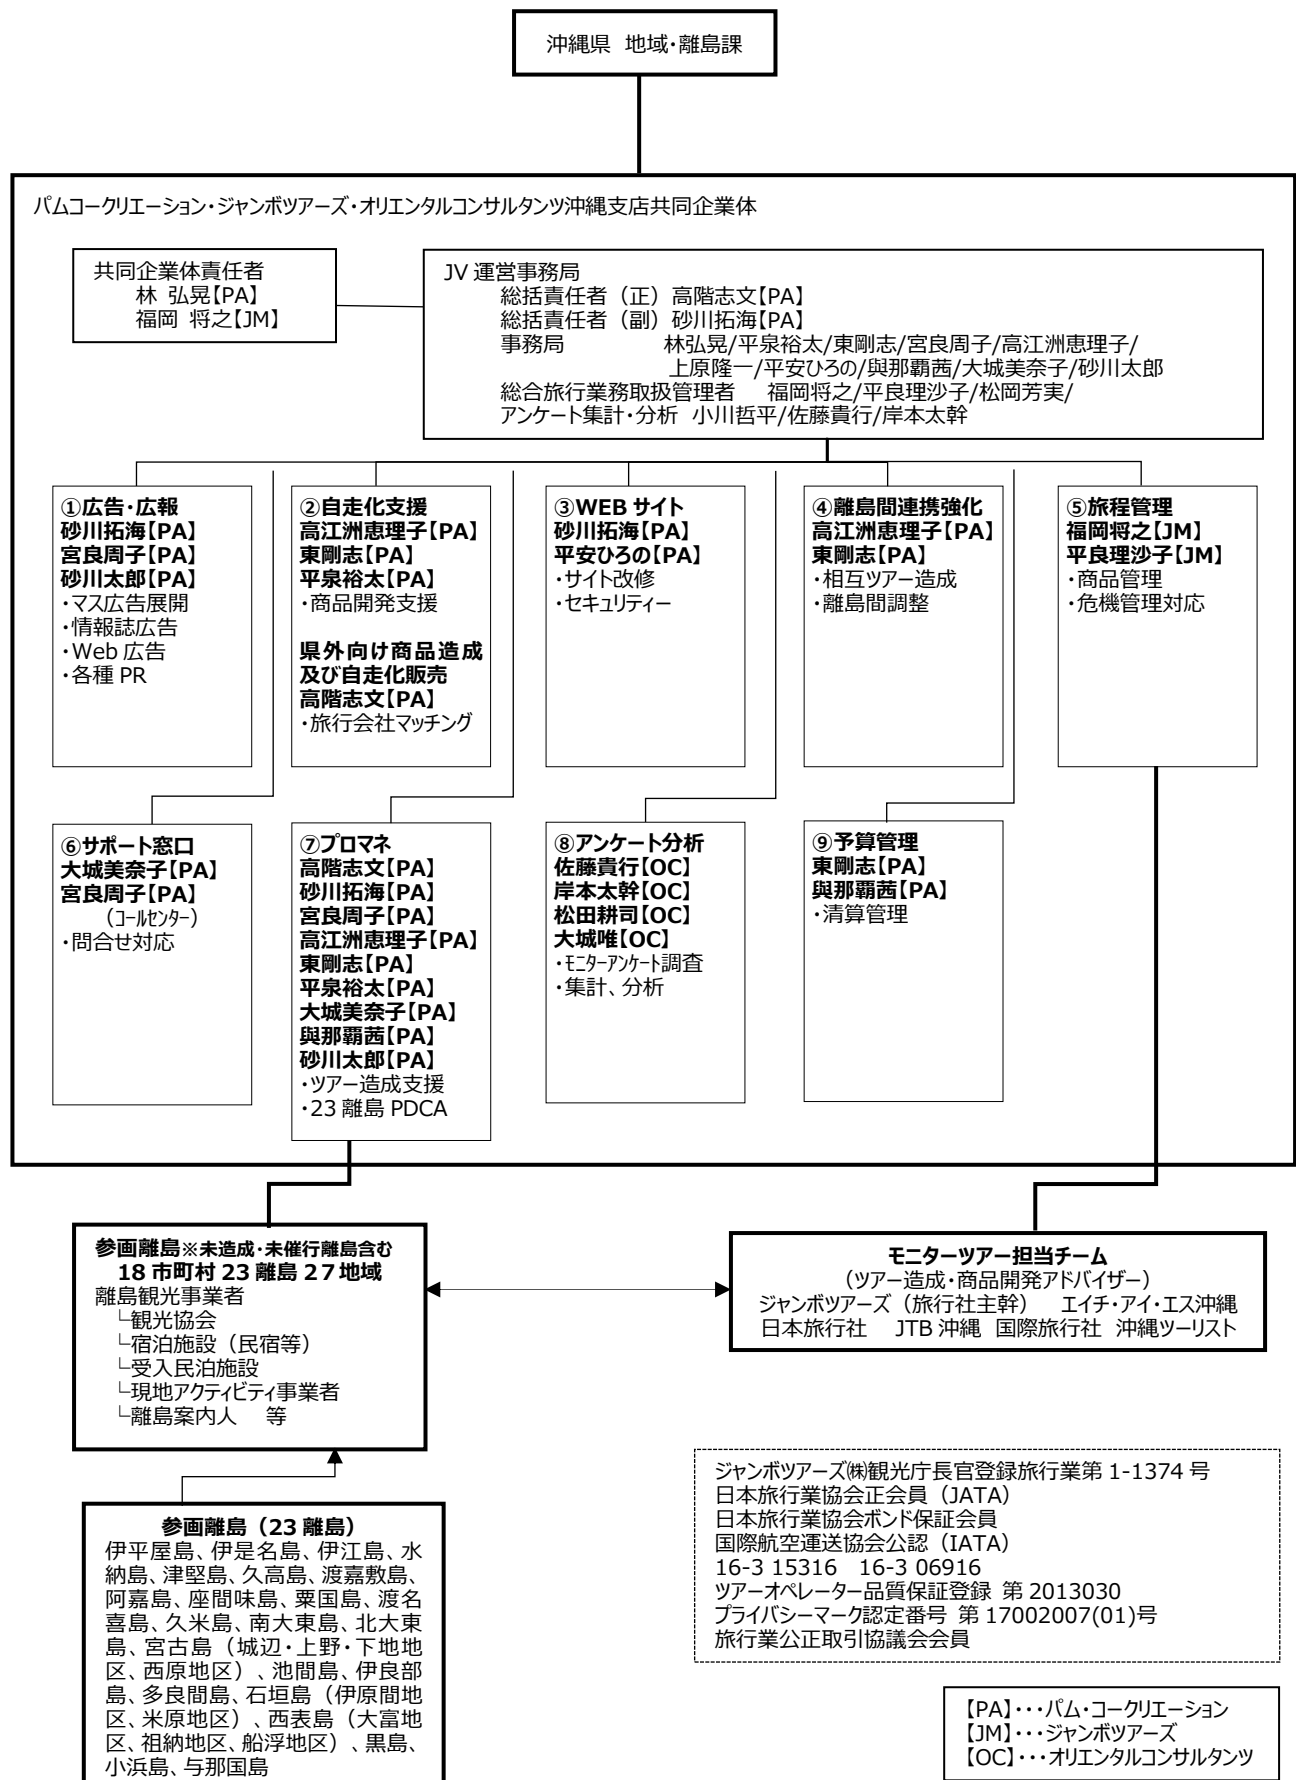 沖縄県 地域・離島課
パムコークリエーション・ジャンボツアーズ・オリエンタルコンサルタンツ沖縄支店共同企業体
共同企業体責任者
林 弘晃【PA】
福岡 将之【JM】
JV 運営事務局
総括責任者（正）高階志文【PA】
総括責任者（副）砂川拓海【PA】
事務局 林弘晃/平泉裕太/東剛志/宮良周子/高江洲恵理子/
上原隆一/平安ひろの/與那覇茜/大城美奈子/砂川太郎
総合旅行業務取扱管理者 福岡将之/平良理沙子/松岡芳実/
アンケート集計・分析 小川哲平/佐藤貴行/岸本太幹
①広告・広報
砂川拓海【PA】
宮良周子【PA】
砂川太郎【PA】
・マス広告展開
・情報誌広告
・Web 広告
・各種 PR
②自走化支援
高江洲恵理子【PA】
東剛志【PA】
平泉裕太【PA】
・商品開発支援
県外向け商品造成
及び自走化販売
高階志文【PA】
・旅行会社マッチング
③WEB サイト
砂川拓海【PA】
平安ひろの【PA】
・サイト改修
・セキュリティー
④離島間連携強化
高江洲恵理子【PA】
東剛志【PA】
・相互ツアー造成
・離島間調整
⑤旅程管理
福岡将之【JM】
平良理沙子【JM】
・商品管理
・危機管理対応
⑥サポート窓口
大城美奈子【PA】
宮良周子【PA】
（コールセンター）
・問合せ対応
⑦プロマネ
高階志文【PA】
砂川拓海【PA】
宮良周子【PA】
高江洲恵理子【PA】
東剛志【PA】
平泉裕太【PA】
大城美奈子【PA】
與那覇茜【PA】
砂川太郎【PA】
・ツアー造成支援
・23 離島 PDCA
⑧アンケート分析
佐藤貴行【OC】
岸本太幹【OC】
松田耕司【OC】
大城唯【OC】
・モニターアンケート調査
・集計、分析
⑨予算管理
東剛志【PA】
與那覇茜【PA】
・清算管理
参画離島※未造成・未催行離島含む
18 市町村 23 離島 27地域
離島観光事業者
└観光協会
└宿泊施設（民宿等）
└受入民泊施設
└現地アクティビティ事業者
└離島案内人 等
モニターツアー担当チーム
（ツアー造成・商品開発アドバイザー）
ジャンボツアーズ（旅行社主幹） エイチ・アイ・エス沖縄
日本旅行社 JTB 沖縄 国際旅行社 沖縄ツーリスト
参画離島（23 離島）
伊平屋島、伊是名島、伊江島、水
納島、津堅島、久高島、渡嘉敷島、
阿嘉島、座間味島、粟国島、渡名
喜島、久米島、南大東島、北大東
島、宮古島（城辺・上野・下地地
区、西原地区）、池間島、伊良部
島、多良間島、石垣島（伊原間地
区、米原地区）、西表島（大富地
区、祖納地区、船浮地区）、黒島、
小浜島、与那国島
ジャンボツアーズ㈱観光庁長官登録旅行業第 1-1374 号
日本旅行業協会正会員（JATA）
日本旅行業協会ボンド保証会員
国際航空運送協会公認（IATA）
16-3 15316 16-3 06916
ツアーオペレーター品質保証登録 第 2013030
プライバシーマーク認定番号 第 17002007(01)号
旅行業公正取引協議会会員
【PA】・・・パム・コークリエーション
【JM】・・・ジャンボツアーズ
【OC】・・・オリエンタルコンサルタンツ